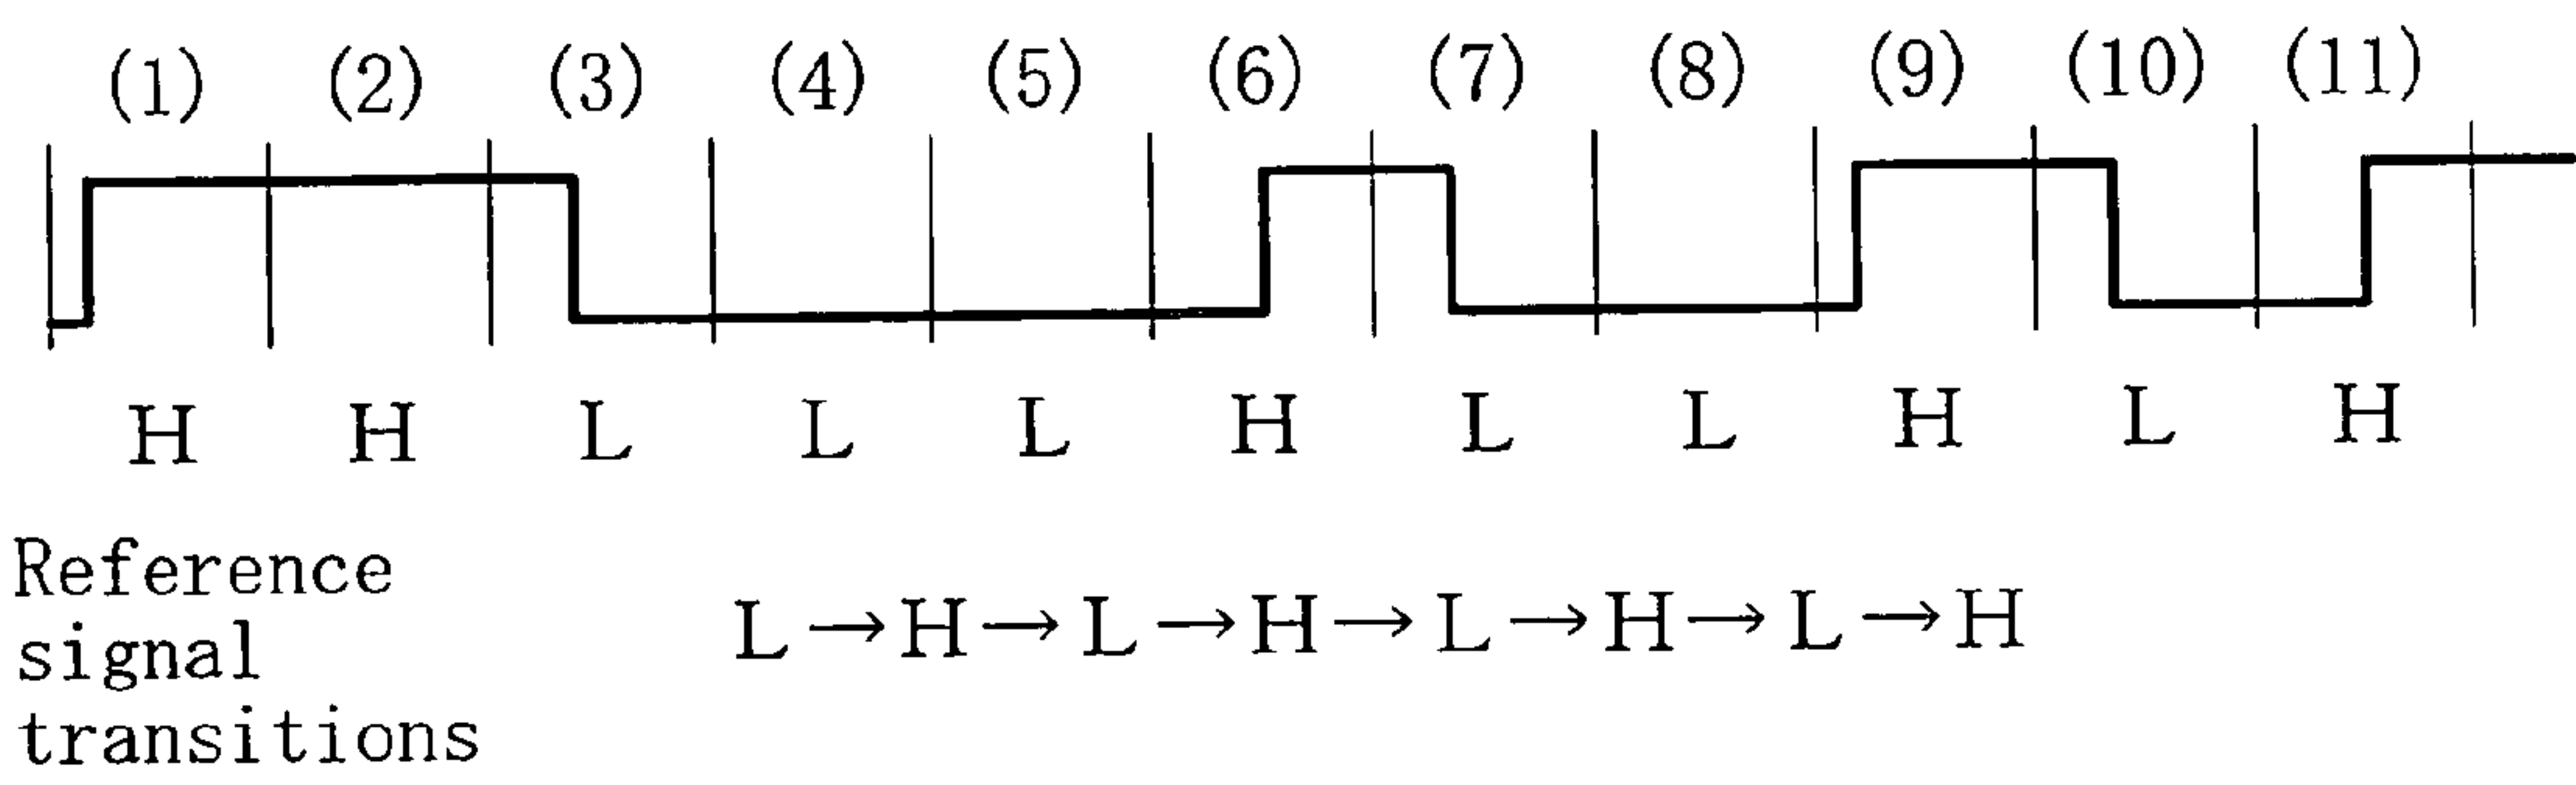 (1) (2) (3) (4) (5) (6) (7) (8) (9) (10) (11)
H H L L L H L L H L H
Reference
signal
transitions
L→H→L→H→L→H→L→H